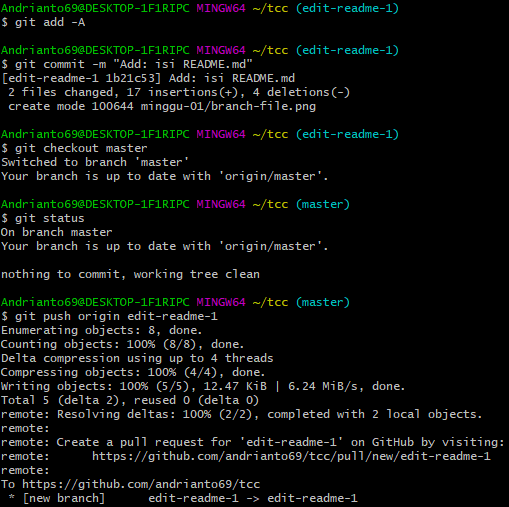 Andrianto69@DESKTOP-1F1RIPC MINGW64 ~/tcc (edit-readme-1)
$ git add -A
Andrianto69@DESKTOP-1F1RIPC MINGW64 ~/tcc (edit-readme-1)
$ git commit -m "Add: isi README.md"
[edit-readme-1 1b21c53] Add: isi README.md
 2 files changed, 17 insertions(+), 4 deletions(-)
 create mode 100644 minggu-01/branch-file.png
Andrianto69@DESKTOP-1F1RIPC MINGW64 ~/tcc (edit-readme-1)
$ git checkout master
Switched to branch 'master'
Your branch is up to date with 'origin/master'.
Andrianto69@DESKTOP-1F1RIPC MINGW64 ~/tcc (master)
$ git status
On branch master
Your branch is up to date with 'origin/master'.
nothing to commit, working tree clean
Andrianto69@DESKTOP-1F1RIPC MINGW64 ~/tcc (master)
$ git push origin edit-readme-1
Enumerating objects: 8, done.
Counting objects: 100% (8/8), done.
Delta compression using up to 4 threads
Compressing objects: 100% (4/4), done.
Writing objects: 100% (5/5), 12.47 KiB | 6.24 MiB/s, done.
Total 5 (delta 2), reused 0 (delta 0)
remote: Resolving deltas: 100% (2/2), completed with 2 local objects.
remote:
remote: Create a pull request for 'edit-readme-1' on GitHub by visiting:
remote:      https://github.com/andrianto69/tcc/pull/new/edit-readme-1
remote:
To https://github.com/andrianto69/tcc
 * [new branch]      edit-readme-1 -> edit-readme-1